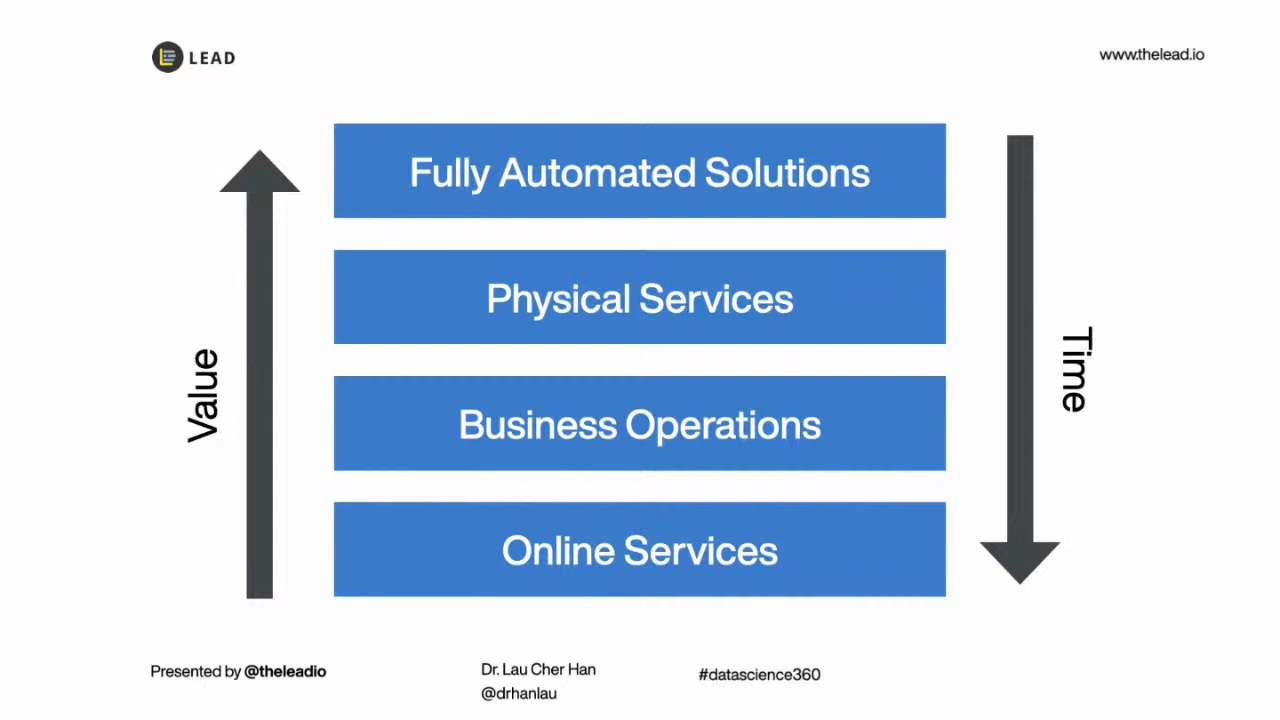 LEAD
www.thelead.io
Fully Automated Solutions
Physical Services
Business Operations
Online Services
Value
Time
Presented by @theleadio
Dr. Lau Cher Han
@drhanlau
#datascience360